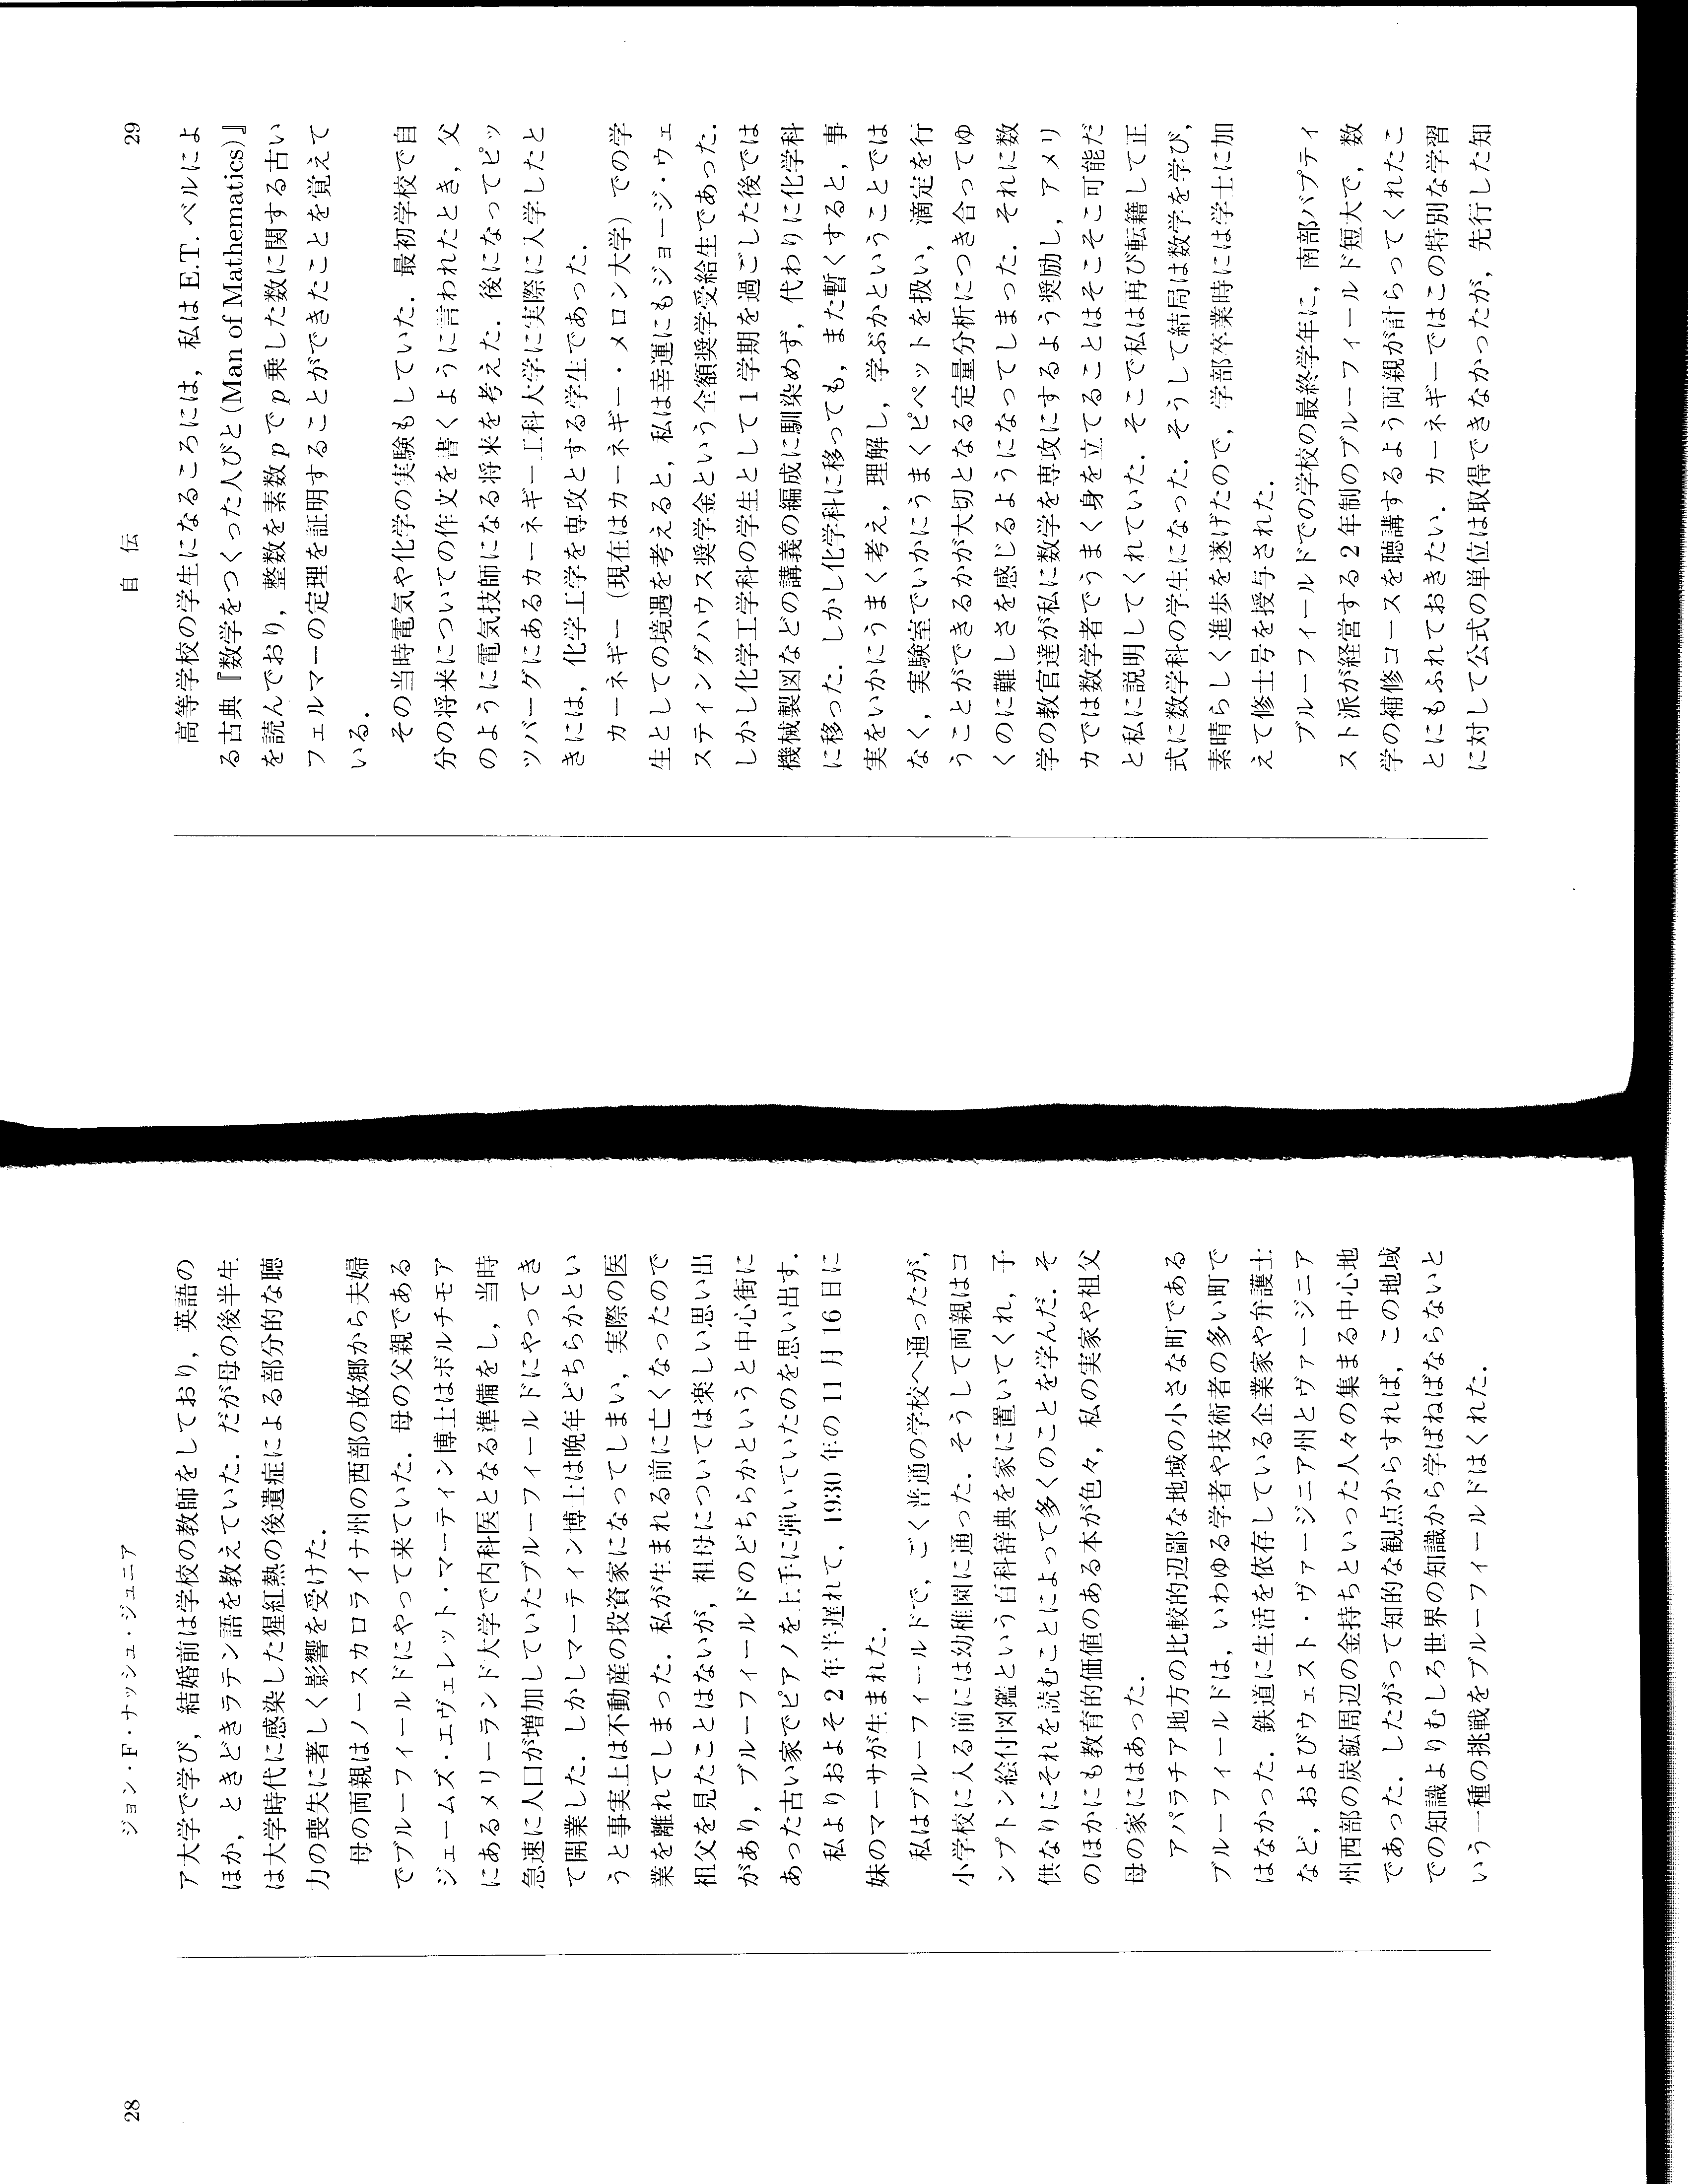 28
ジョン・F・ナッシュ・ジュニア
ア大学で学び，結婚前は学校の教師をしており，英語の
ほか，ときどきラテン語を教えていた．だが母の後半生
は大学時代に感染した猩紅熱の後遺症による部分的な聴
力の喪失に著しく影響を受けた．
母の両親はノースカロライナ州の西部の故郷から夫婦
でブルーフィールドにやって来ていた．母の父親である
ジェームズ・エヴェレット・マーティン博士はボルチモア
にあるメリーランド大学で内科医となる準備をし，当時
急速に人口が増加していたブルーフィールドにやってき
て開業した．しかしマーティン博士は晩年どちらかとい
うと事実上は不動産の投資家になってしまい，実際の医
業を離れてしまった．私が生まれる前に亡くなったので
祖父を見たことはないが，祖母については楽しい思い出
があり，ブルーフィールドのどちらかというと中心街に
あった古い家でピアノを上手に弾いていたのを思い出す．
私よりおよそ2年半遅れて，1930年の11月16日に
妹のマーサが生まれた．
私はブルーフィールドで，ごく普通の学校へ通ったが，
小学校に入る前には幼稚園に通った．そうして両親はコ
ンプトン絵付図鑑という百科辞典を家に置いてくれ，子
供なりにそれを読むことによって多くのことを学んだ．そ
のほかにも教育的価値のある本が色々，私の実家や祖父
母の家にはあった．
アパラチア地方の比較的辺鄙な地域の小さな町である
ブルーフィールドは，いわゆる学者や技術者の多い町で
はなかった．鉄道に生活を依存している企業家や弁護士
など，およびウェスト・ヴァージニア州とヴァージニア
州西部の炭鉱周辺の金持ちといった人々の集まる中心地
であった．したがって知的な観点からすれば，この地域
での知識よりむしろ世界の知識から学ばねばならないと
いう一種の挑戦をブルーフィールドはくれた．
自　伝
29
高等学校の学生になるころには，私はE.T.ベルによ
る古典『数学をつくった人びと(Man of Mathematics)』
を読んでおり，整数を素数pでp乗した数に関する古い
フェルマーの定理を証明することができたことを覚えて
いる．
その当時電気や化学の実験もしていた．最初学校で自
分の将来についての作文を書くように言われたとき，父
のように電気技師になる将来を考えた．後になってピッ
ツバーグにあるカーネギー工科大学に実際に入学したと
きには，化学工学を専攻とする学生であった．
カーネギー（現在はカーネギー・メロン大学）での学
生としての境遇を考えると，私は幸運にもジョージ・ウェ
スティングハウス奨学金という全額奨学受給生であった．
しかし化学工学科の学生として1学期を過ごした後では
機械製図などの講義の編成に馴染めず，代わりに化学科
に移った．しかし化学科に移っても，また暫くすると，事
実をいかにうまく考え，理解し，学ぶかということでは
なく，実験室でいかにうまくピペットを扱い，滴定を行
うことができるかが大切となる定量分析につき合ってゆ
くのに難しさを感じるようになってしまった．それに数
学の教官達が私に数学を専攻にするよう奨励し，アメリ
カでは数学者でうまく身を立てることはそこそこ可能だ
と私に説明してくれていた．そこで私は再び転籍して正
式に数学科の学生になった．そうして結局は数学を学び，
素晴らしく進歩を遂げたので，学部卒業時には学士に加
えて修士号を授与された．
ブルーフィールドでの学校の最終学年に，南部バプティ
スト派が経営する2年制のブルーフィールド短大で，数
学の補修コースを聴講するよう両親が計らってくれたこ
とにもふれておきたい．カーネギーではこの特別な学習
に対して公式の単位は取得できなかったが，先行した知